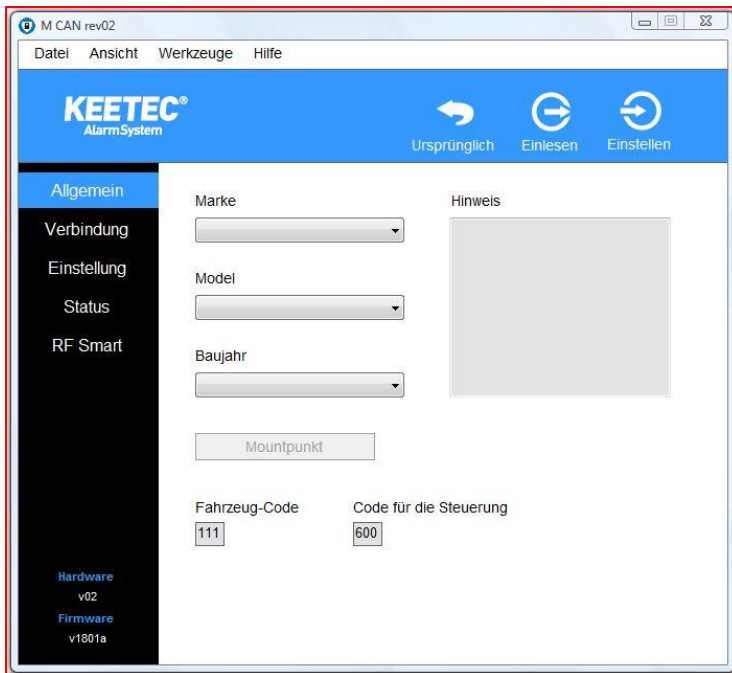 M CAN rev02
Datei Ansicht Werkzeuge Hilfe
KEETEC®
AlarmSystem
Ursprünglich Einlesen Einstellen
Allgemein
Verbindung
Einstellung
Status
RF Smart
Marke
Hinweis
Model
Baujahr
Mountpunkt
Fahrzeug-Code
Code für die Steuerung
111
600
Hardware
v02
Firmware
v1801a